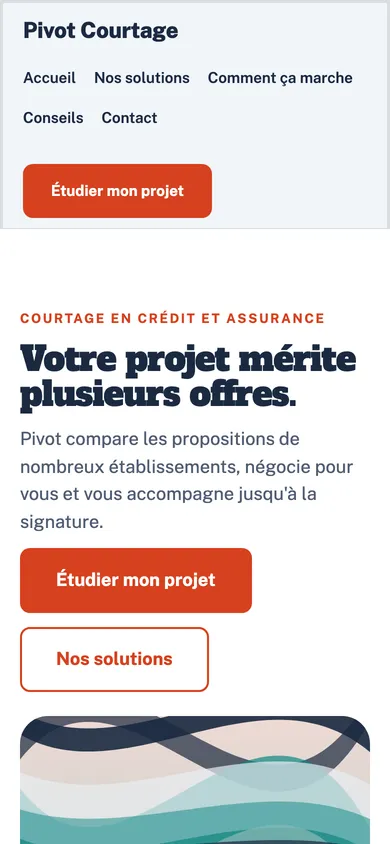 Pivot Courtage
Accueil Nos solutions Comment ça marche
Conseils Contact
Étudier mon projet
COURTAGE EN CRÉDIT ET ASSURANCE
Votre projet mérite
plusieurs offres.
Pivot compare les propositions de
nombreux établissements, négocie pour
vous et vous accompagne jusqu'à la
signature.
Étudier mon projet
Nos solutions